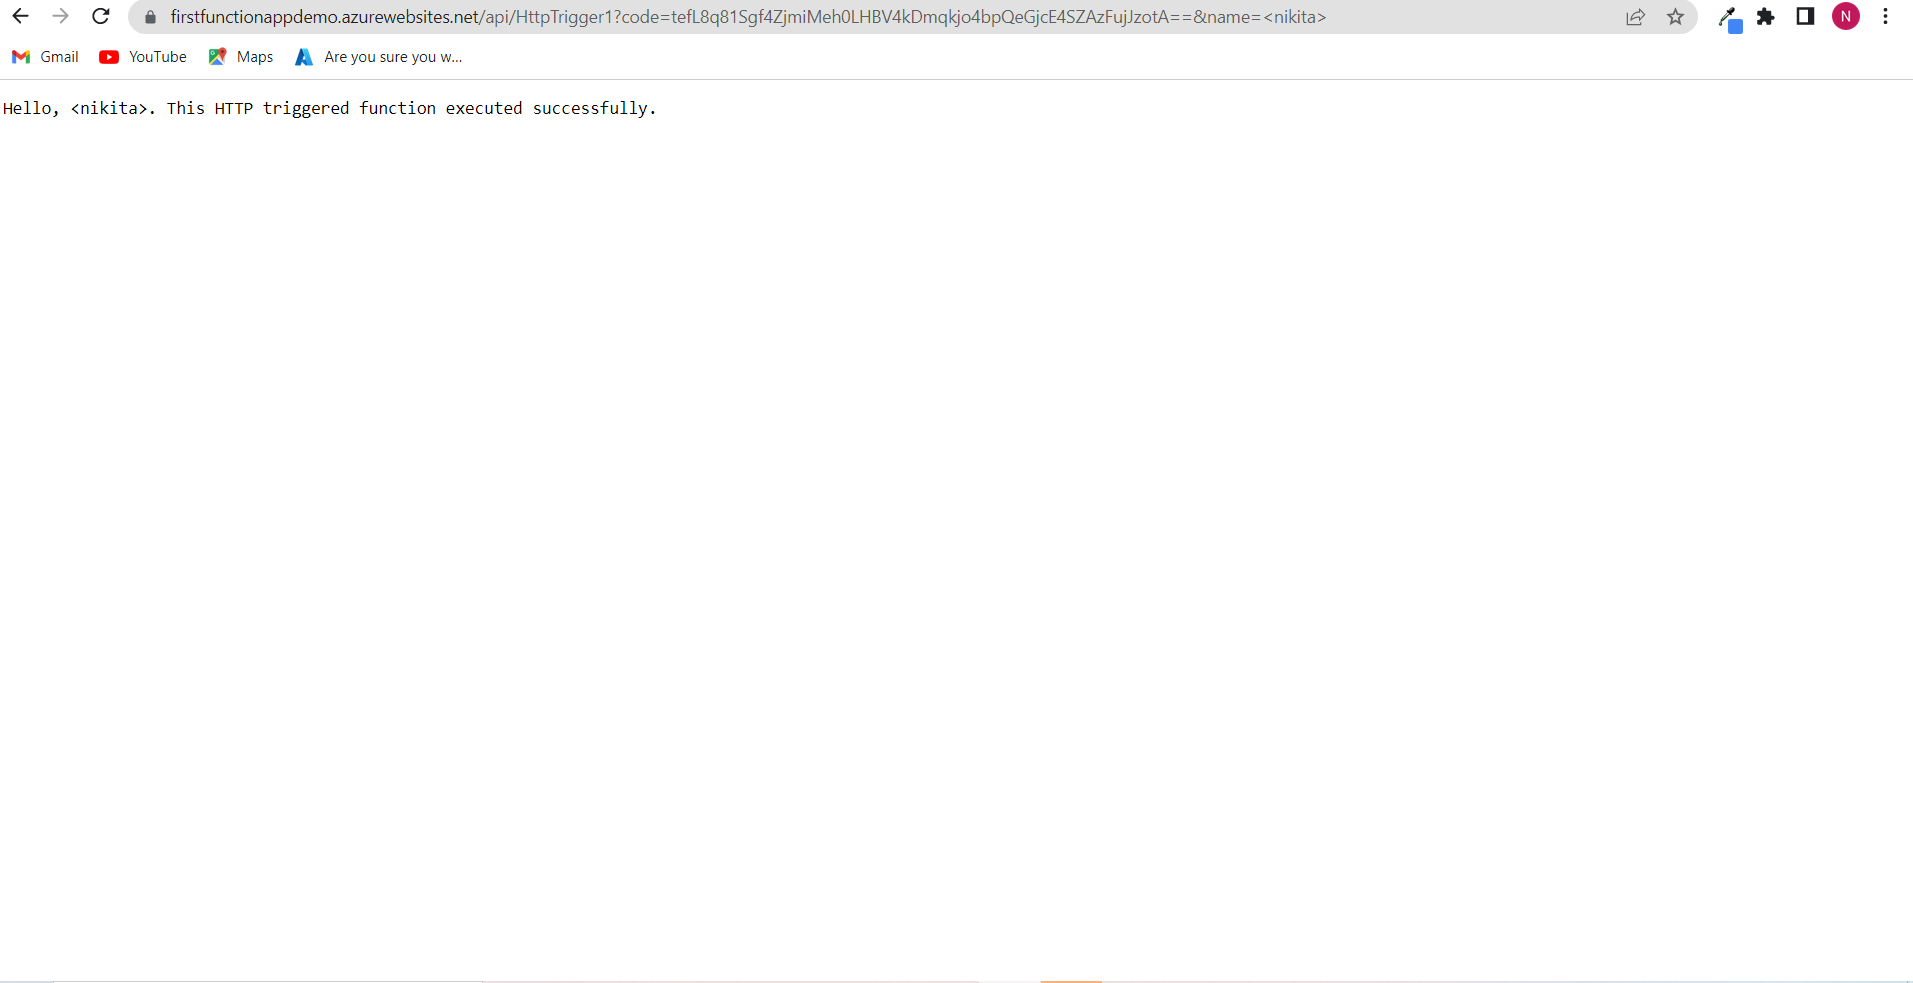 firstfunctionappdemo.azurewebsites.net/api/HttpTrigger1?code=tefL8q81Sgf4ZjmiMeh0LHBV4kDmqkjo4bpQeGjcE4SZAzFujJzotA==&name=<nikita>
N
Gmail YouTube Maps Are you sure you w...
Hello, <nikita>. This HTTP triggered function executed successfully.